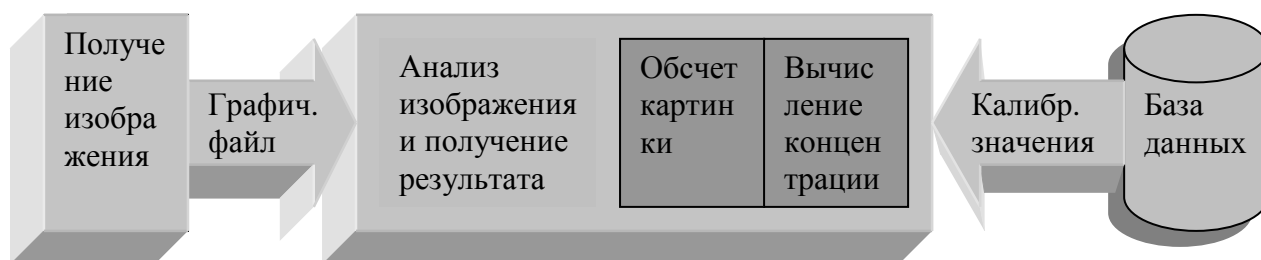 Получе
ние
изобра
жения
Графич.
файл
Анализ
изображения
и получение
результата
Обсчет
картин
ки
Вычис
ление
концен
трации
Калибр.
значения
База
данных